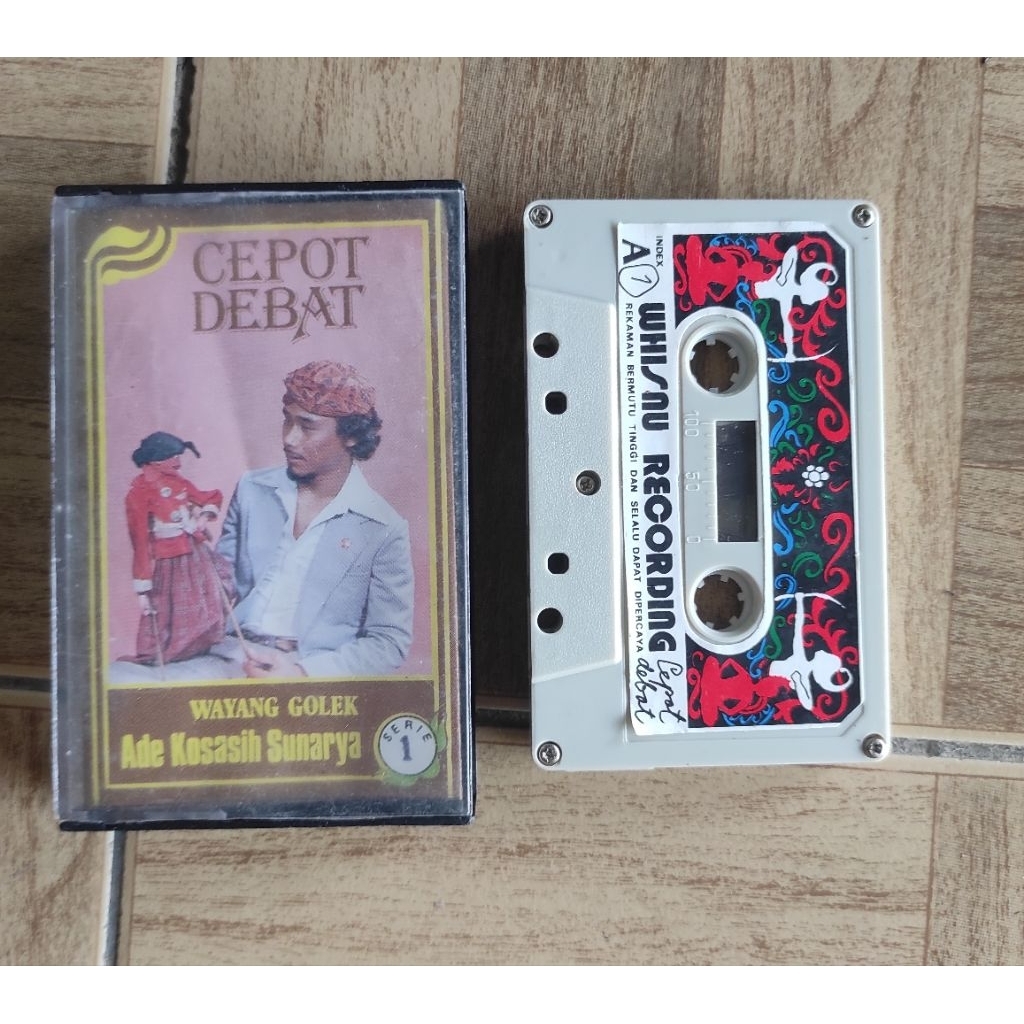 CEPOT
DEBAT
WAYANG GOLEK
Ade Kosasih Sunarya
SERIE
1
INDEX
A 1
WHISNU RECORDING
REKAMAN BERMUTU TINGGI DAN SELALU DAPAT DIPERCAYA
Cepot
debat
100 50 0